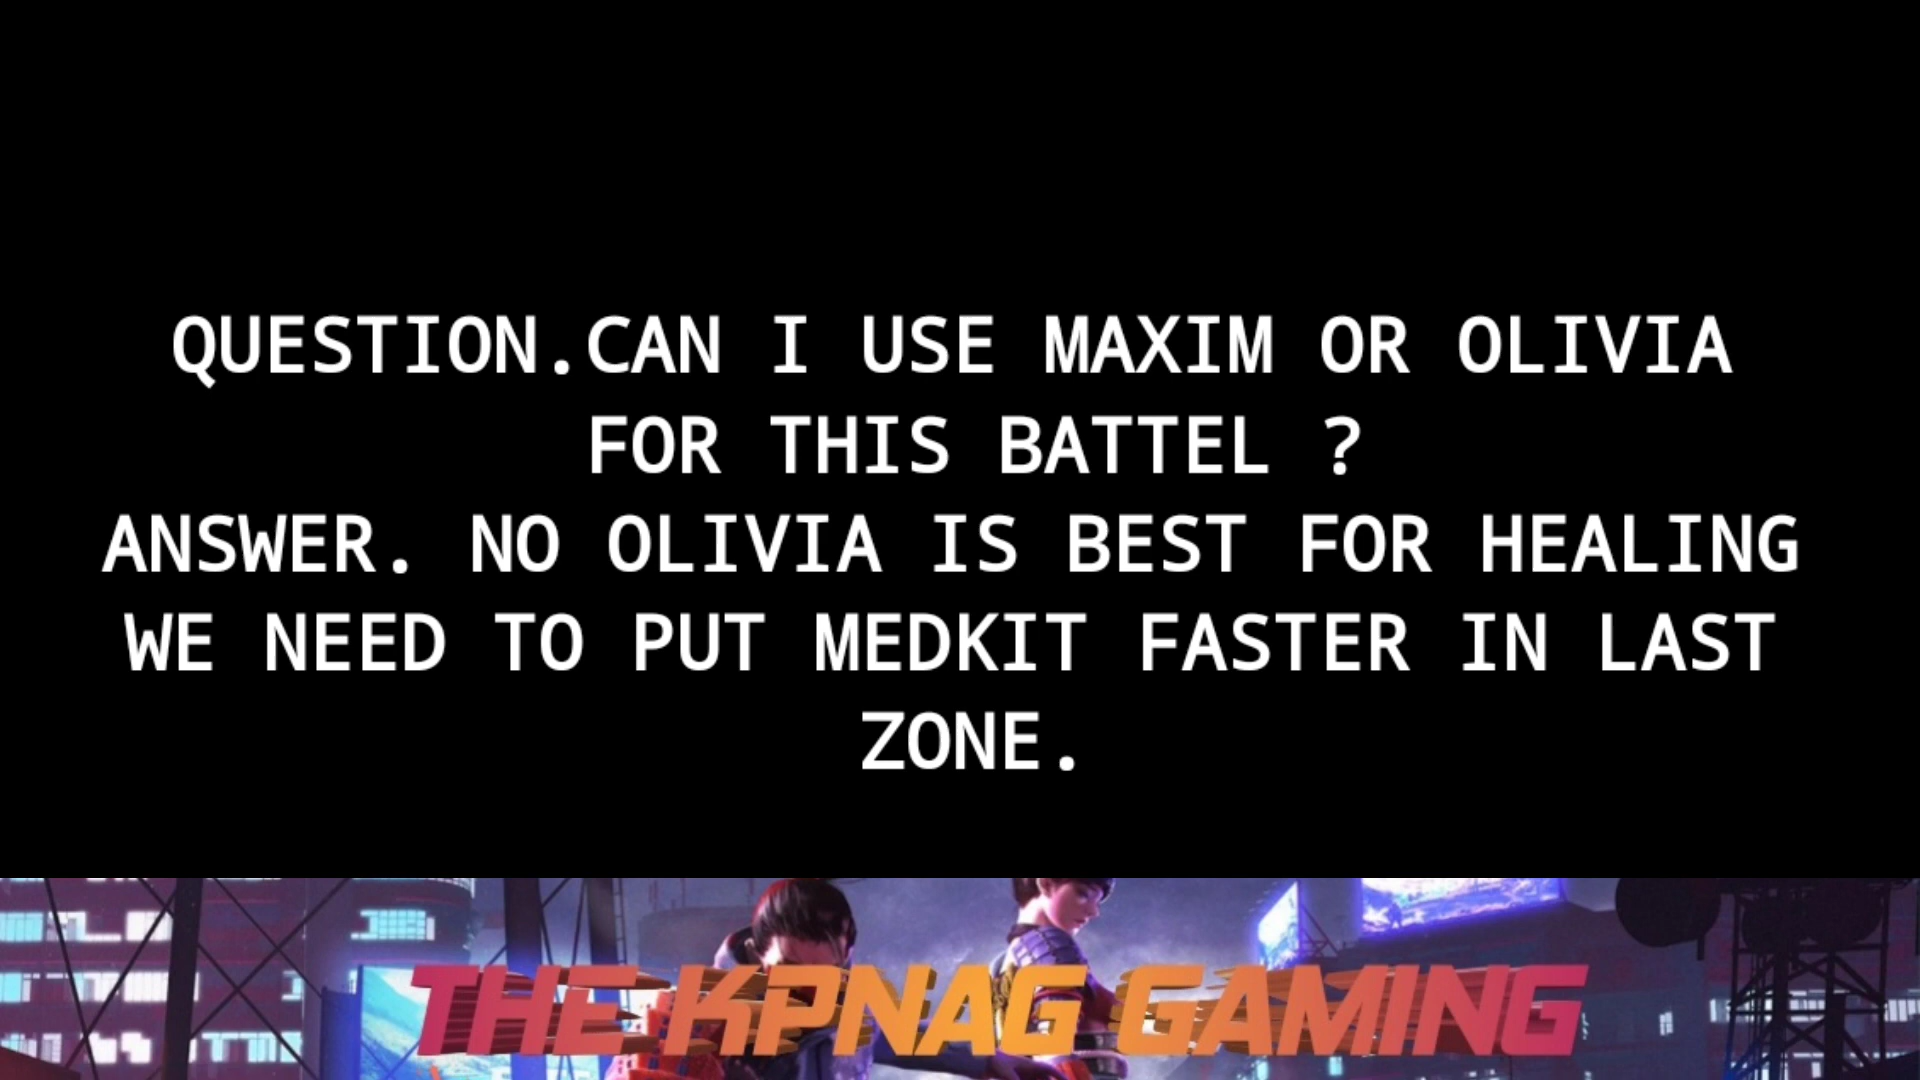 QUESTION.CAN I USE MAXIM OR OLIVIA
FOR THIS BATTEL ?
ANSWER. NO OLIVIA IS BEST FOR HEALING
WE NEED TO PUT MEDKIT FASTER IN LAST
ZONE.
THE KPNAG GAMING